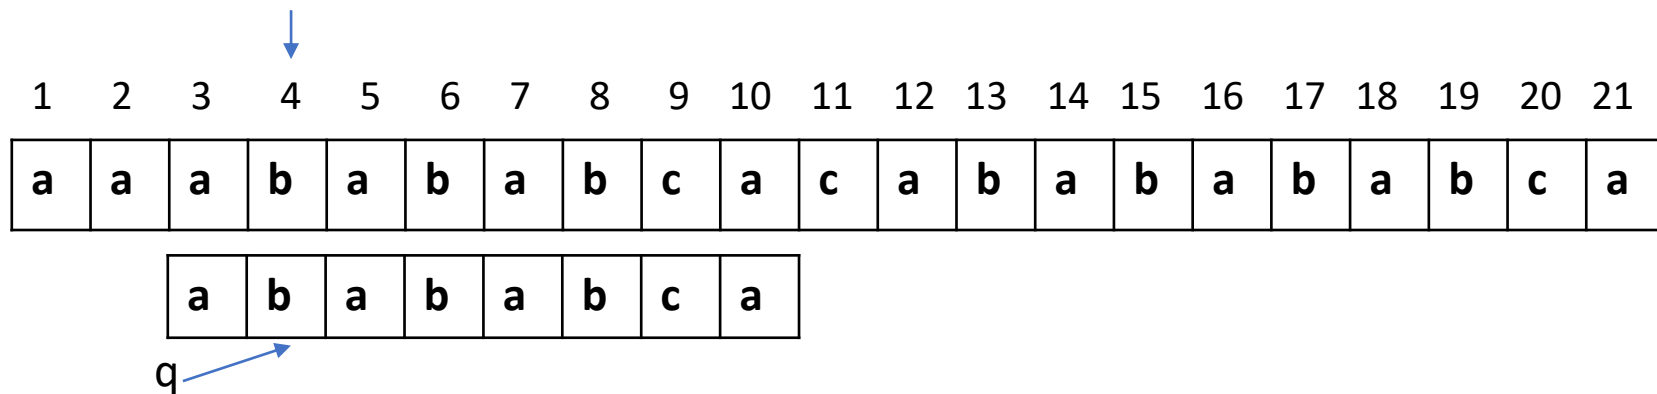 1 2 3 4 5 6 7 8 9 10 11 12 13 14 15 16 17 18 19 20 21
a a a b a b a b c a c a b a b a b a b c a
a b a b a b c a
q